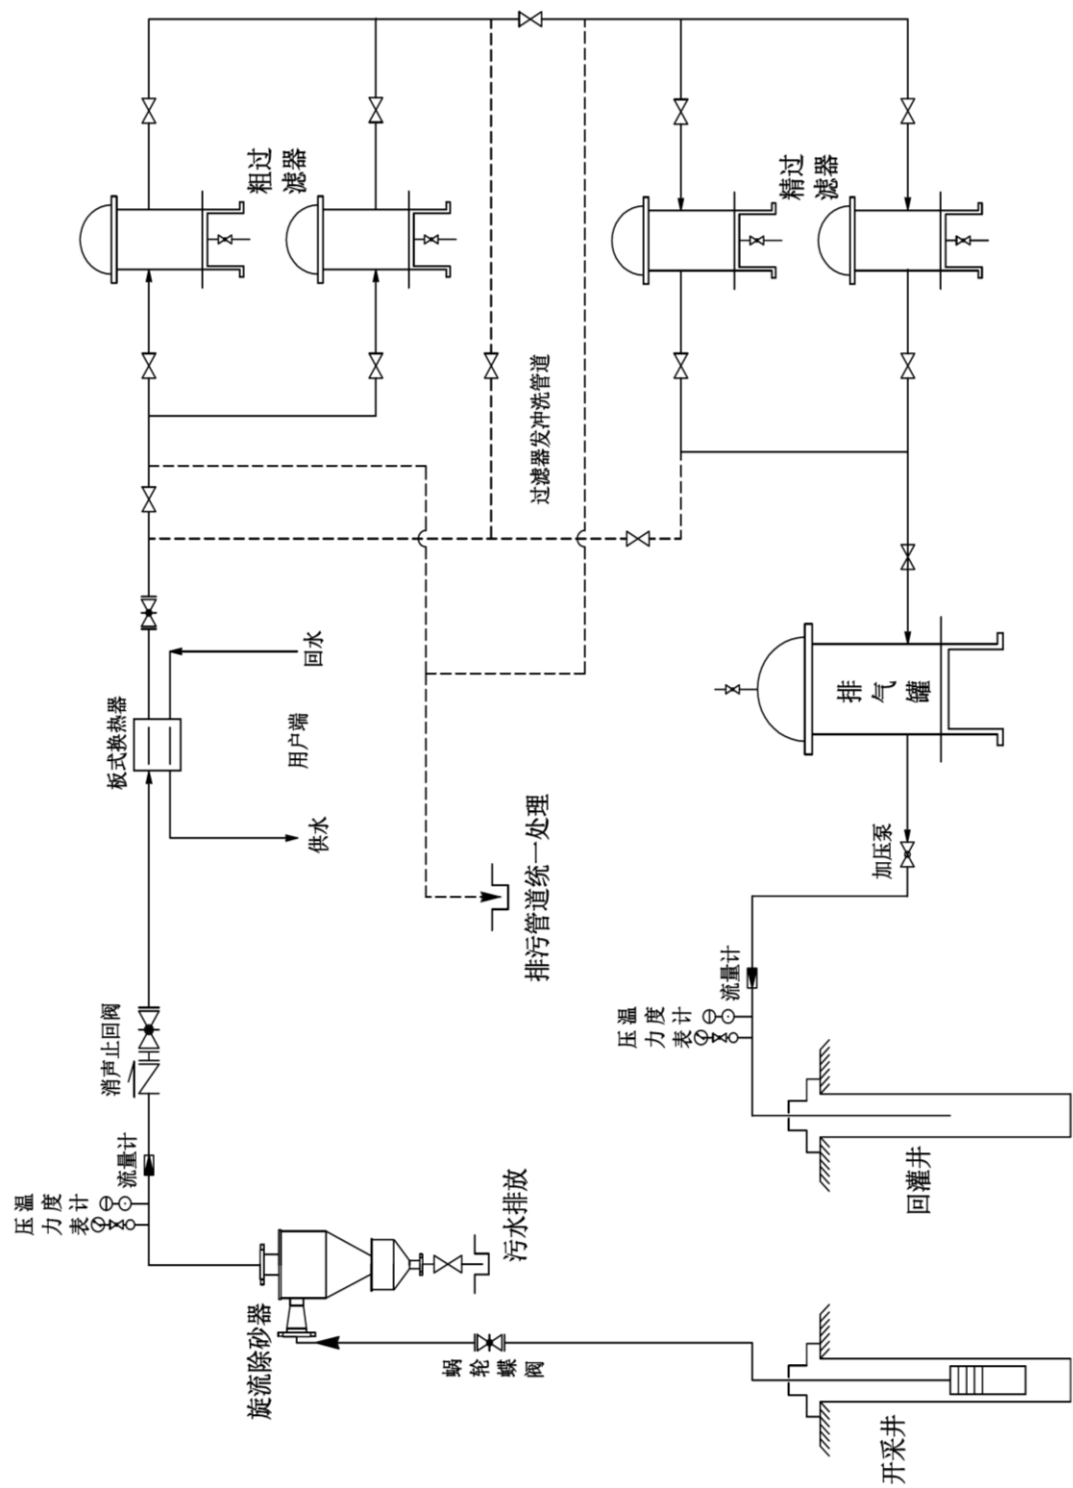 粗过
滤器
精过
滤器
过滤器发冲洗管道
回水
板式换热器
用户端
供水
排气罐
排污管道统一处理
加压泵
流量计
压力表
温度计
消声止回阀
流量计
压力表
温度计
污水排放
回灌井
旋流除砂器
蜗轮蝶阀
开采井